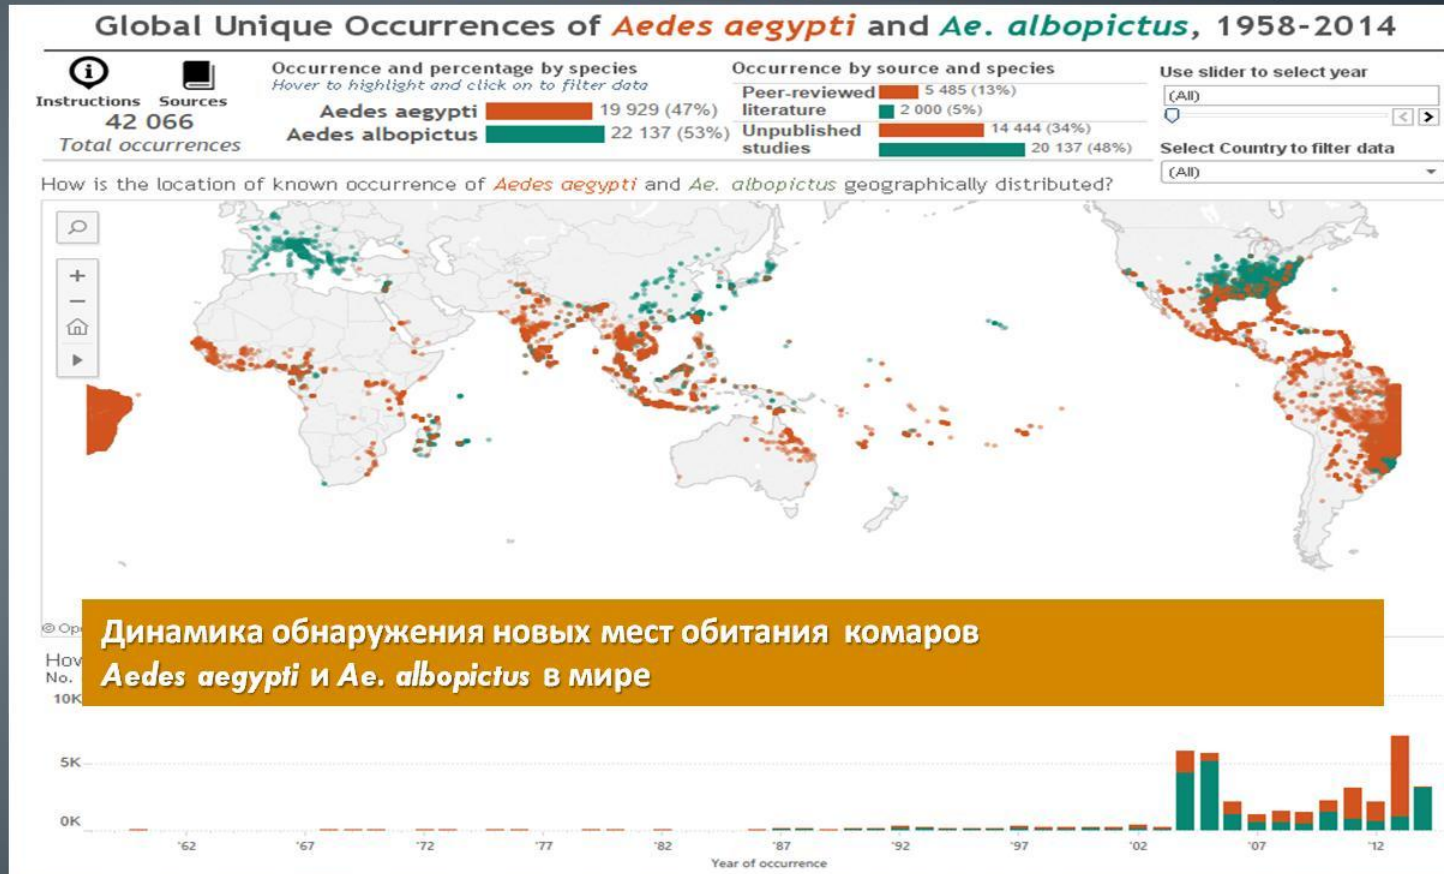 Global Unique Occurrences of Aedes aegypti and Ae. albopictus, 1958-2014
Instructions Sources
42 066
Total occurrences
Occurrence and percentage by species
Hover to highlight and click on to filter data
Aedes aegypti 19 929 (47%)
Aedes albopictus 22 137 (53%)
Occurrence by source and species
Peer-reviewed 5 485 (13%)
literature 2 000 (5%)
Unpublished 14 444 (34%)
studies 20 137 (48%)
Use slider to select year
(All)
Select Country to filter data
(All)
How is the location of known occurrence of Aedes aegypti and Ae. albopictus geographically distributed?
Динамика обнаружения новых мест обитания комаров
Aedes aegypti и Ae. albopictus в мире
No.
10K
5K
0K
'62 '67 '72 '77 '82 '87 '92 '97 '02 '07 '12
Year of occurrence